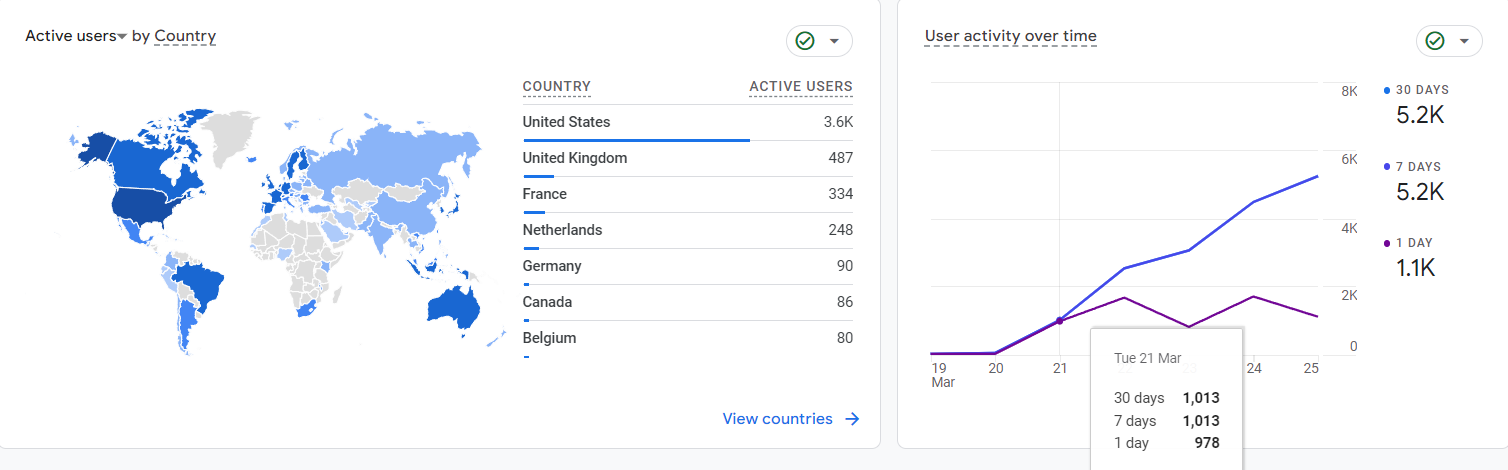 Active users by Country
COUNTRY ACTIVE USERS
United States 3.6K
United Kingdom 487
France 334
Netherlands 248
Germany 90
Canada 86
Belgium 80
View countries
User activity over time
8K
6K
4K
2K
0
19 20 21 22 23 24 25
Mar
30 DAYS
5.2K
7 DAYS
5.2K
1 DAY
1.1K
Tue 21 Mar
30 days 1,013
7 days 1,013
1 day 978